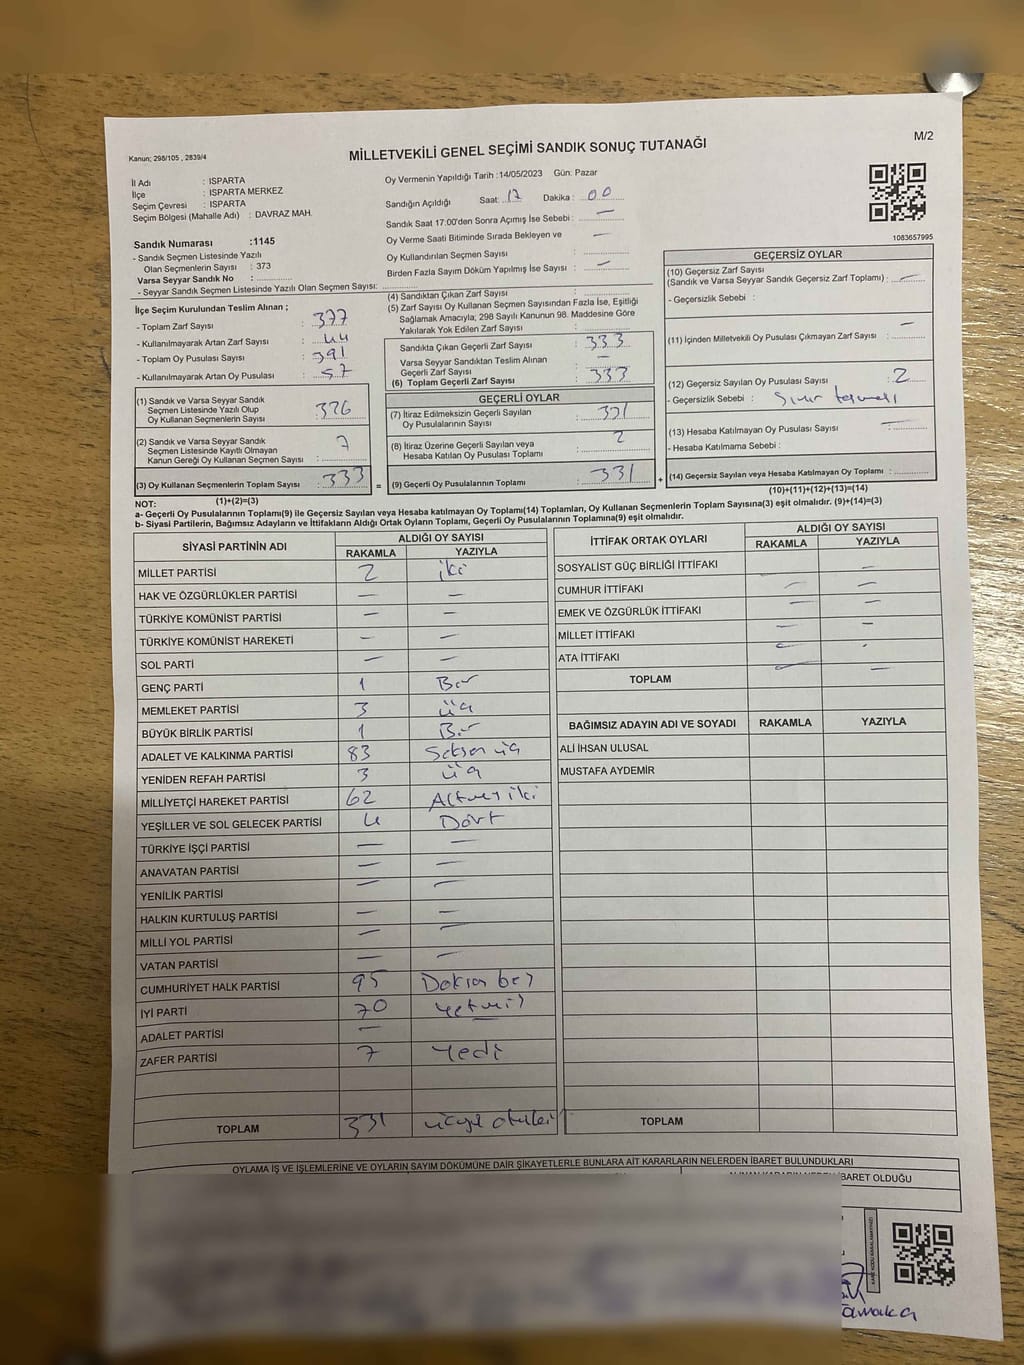 M/2
Kanun; 298/105 , 2839/4
MİLLETVEKİLİ GENEL SEÇİMİ SANDIK SONUÇ TUTANAĞI
İl Adı : ISPARTA
İlçe : ISPARTA MERKEZ
Seçim Çevresi : ISPARTA
Seçim Bölgesi (Mahalle Adı) : DAVRAZ MAH.
Sandık Numarası :1145
- Sandık Seçmen Listesinde Yazılı
Olan Seçmenlerin Sayısı : 373
Varsa Seyyar Sandık No :
- Seyyar Sandık Seçmen Listesinde Yazılı Olan Seçmen Sayısı:
Oy Vermenin Yapıldığı Tarih :14/05/2023 Gün: Pazar
Sandığın Açıldığı Saat: 17 Dakika : 00
Sandık Saat 17:00'den Sonra Açımış İse Sebebi : —
Oy Verme Saati Bitiminde Sırada Bekleyen ve —
Oy Kullandırılan Seçmen Sayısı :
Birden Fazla Sayım Döküm Yapılmış İse Sayısı : —
1083657995
İlçe Seçim Kurulundan Teslim Alınan ;
- Toplam Zarf Sayısı : 377
- Kullanılmayarak Artan Zarf Sayısı : 44
- Toplam Oy Pusulası Sayısı : 391
- Kullanılmayarak Artan Oy Pusulası : 57
(1) Sandık ve Varsa Seyyar Sandık
Seçmen Listesinde Yazılı Olup
Oy Kullanan Seçmenlerin Sayısı : 326
(2) Sandık ve Varsa Seyyar Sandık
Seçmen Listesinde Kayıtlı Olmayan
Kanun Gereği Oy Kullanan Seçmen Sayısı : 7
(3) Oy Kullanan Seçmenlerin Toplam Sayısı : 333
(1)+(2)=(3)
(4) Sandıktan Çıkan Zarf Sayısı :
(5) Zarf Sayısı Oy Kullanan Seçmen Sayısından Fazla İse, Eşitliği
Sağlamak Amacıyla; 298 Sayılı Kanunun 98. Maddesine Göre
Yakılarak Yok Edilen Zarf Sayısı :
Sandıkta Çıkan Geçerli Zarf Sayısı : 333
Varsa Seyyar Sandıktan Teslim Alınan —
Geçerli Zarf Sayısı :
(6) Toplam Geçerli Zarf Sayısı : 333
=
GEÇERLİ OYLAR
(7) İtiraz Edilmeksizin Geçerli Sayılan
Oy Pusulalarının Sayısı : 331
(8) İtiraz Üzerine Geçerli Sayılan veya
Hesaba Katılan Oy Pusulası Toplamı : 2
(9) Geçerli Oy Pusulalarının Toplamı : 331
+
GEÇERSİZ OYLAR
(10) Geçersiz Zarf Sayısı
(Sandık ve Varsa Seyyar Sandık Geçersiz Zarf Toplamı) : —
- Geçersizlik Sebebi :
(11) İçinden Milletvekili Oy Pusulası Çıkmayan Zarf Sayısı : —
(12) Geçersiz Sayılan Oy Pusulası Sayısı : 2
- Geçersizlik Sebebi : Sınır
(13) Hesaba Katılmayan Oy Pusulası Sayısı : —
- Hesaba Katılmama Sebebi :
(14) Geçersiz Sayılan veya Hesaba Katılmayan Oy Toplamı :
(10)+(11)+(12)+(13)=(14)
NOT:
a- Geçerli Oy Pusulalarının Toplamı(9) ile Geçersiz Sayılan veya Hesaba katılmayan Oy Toplamı(14) Toplamları, Oy Kullanan Seçmenlerin Toplam Sayısına(3) eşit olmalıdır. (9)+(14)=(3)
b- Siyasi Partilerin, Bağımsız Adayların ve İttifakların Aldığı Ortak Oyların Toplamı, Geçerli Oy Pusulalarının Toplamına(9) eşit olmalıdır.
SİYASİ PARTİNİN ADI ALDIĞI OY SAYISI
RAKAMLA YAZIYLA
MİLLET PARTİSİ 2 iki
HAK VE ÖZGÜRLÜKLER PARTİSİ — —
TÜRKİYE KOMÜNİST PARTİSİ — —
TÜRKİYE KOMÜNİST HAREKETİ — —
SOL PARTİ — —
GENÇ PARTİ 1 Bir
MEMLEKET PARTİSİ 3 üç
BÜYÜK BİRLİK PARTİSİ 1 Bir
ADALET VE KALKINMA PARTİSİ 83 Seksen üç
YENİDEN REFAH PARTİSİ 3 üç
MİLLİYETÇİ HAREKET PARTİSİ 62 Altmış iki
YEŞİLLER VE SOL GELECEK PARTİSİ 4 Dört
TÜRKİYE İŞÇİ PARTİSİ — —
ANAVATAN PARTİSİ — —
YENİLİK PARTİSİ — —
HALKIN KURTULUŞ PARTİSİ — —
MİLLİ YOL PARTİSİ — —
VATAN PARTİSİ — —
CUMHURİYET HALK PARTİSİ 95 Doksan beş
İYİ PARTİ 70 Yetmiş
ADALET PARTİSİ — —
ZAFER PARTİSİ 7 Yedi
TOPLAM 331
İTTİFAK ORTAK OYLARI ALDIĞI OY SAYISI
RAKAMLA YAZIYLA
SOSYALİST GÜÇ BİRLİĞİ İTTİFAKI —
CUMHUR İTTİFAKI — —
EMEK VE ÖZGÜRLÜK İTTİFAKI — —
MİLLET İTTİFAKI — —
ATA İTTİFAKI —
TOPLAM — —
BAĞIMSIZ ADAYIN ADI VE SOYADI RAKAMLA YAZIYLA
ALİ İHSAN ULUSAL
MUSTAFA AYDEMİR
TOPLAM
OYLAMA İŞ VE İŞLEMLERİNE VE OYLARIN SAYIM DÖKÜMÜNE DAİR ŞİKAYETLERLE BUNLARA AİT KARARLARIN NELERDEN İBARET BULUNDUKLARI
İBARET OLDUĞU